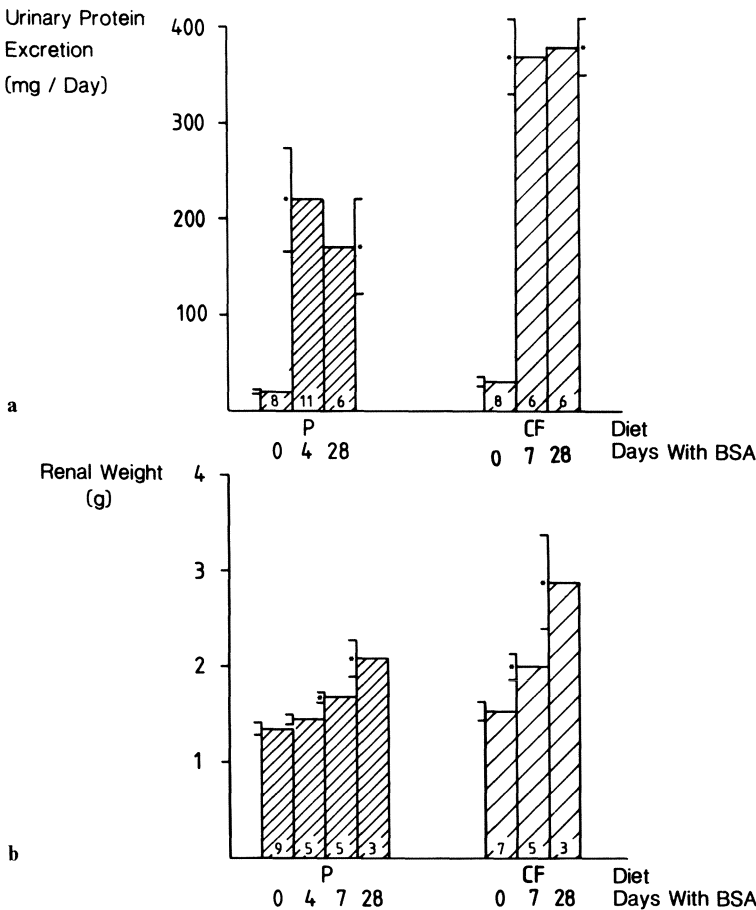 Urinary Protein
Excretion
(mg / Day)
400
300
200
100
8 11 6 8 6 6
a
P CF Diet
0 4 28 0 7 28 Days With BSA
Renal Weight
(g)
4
3
2
1
9 5 5 3 7 5 3
b
P CF Diet
0 4 7 28 0 7 28 Days With BSA